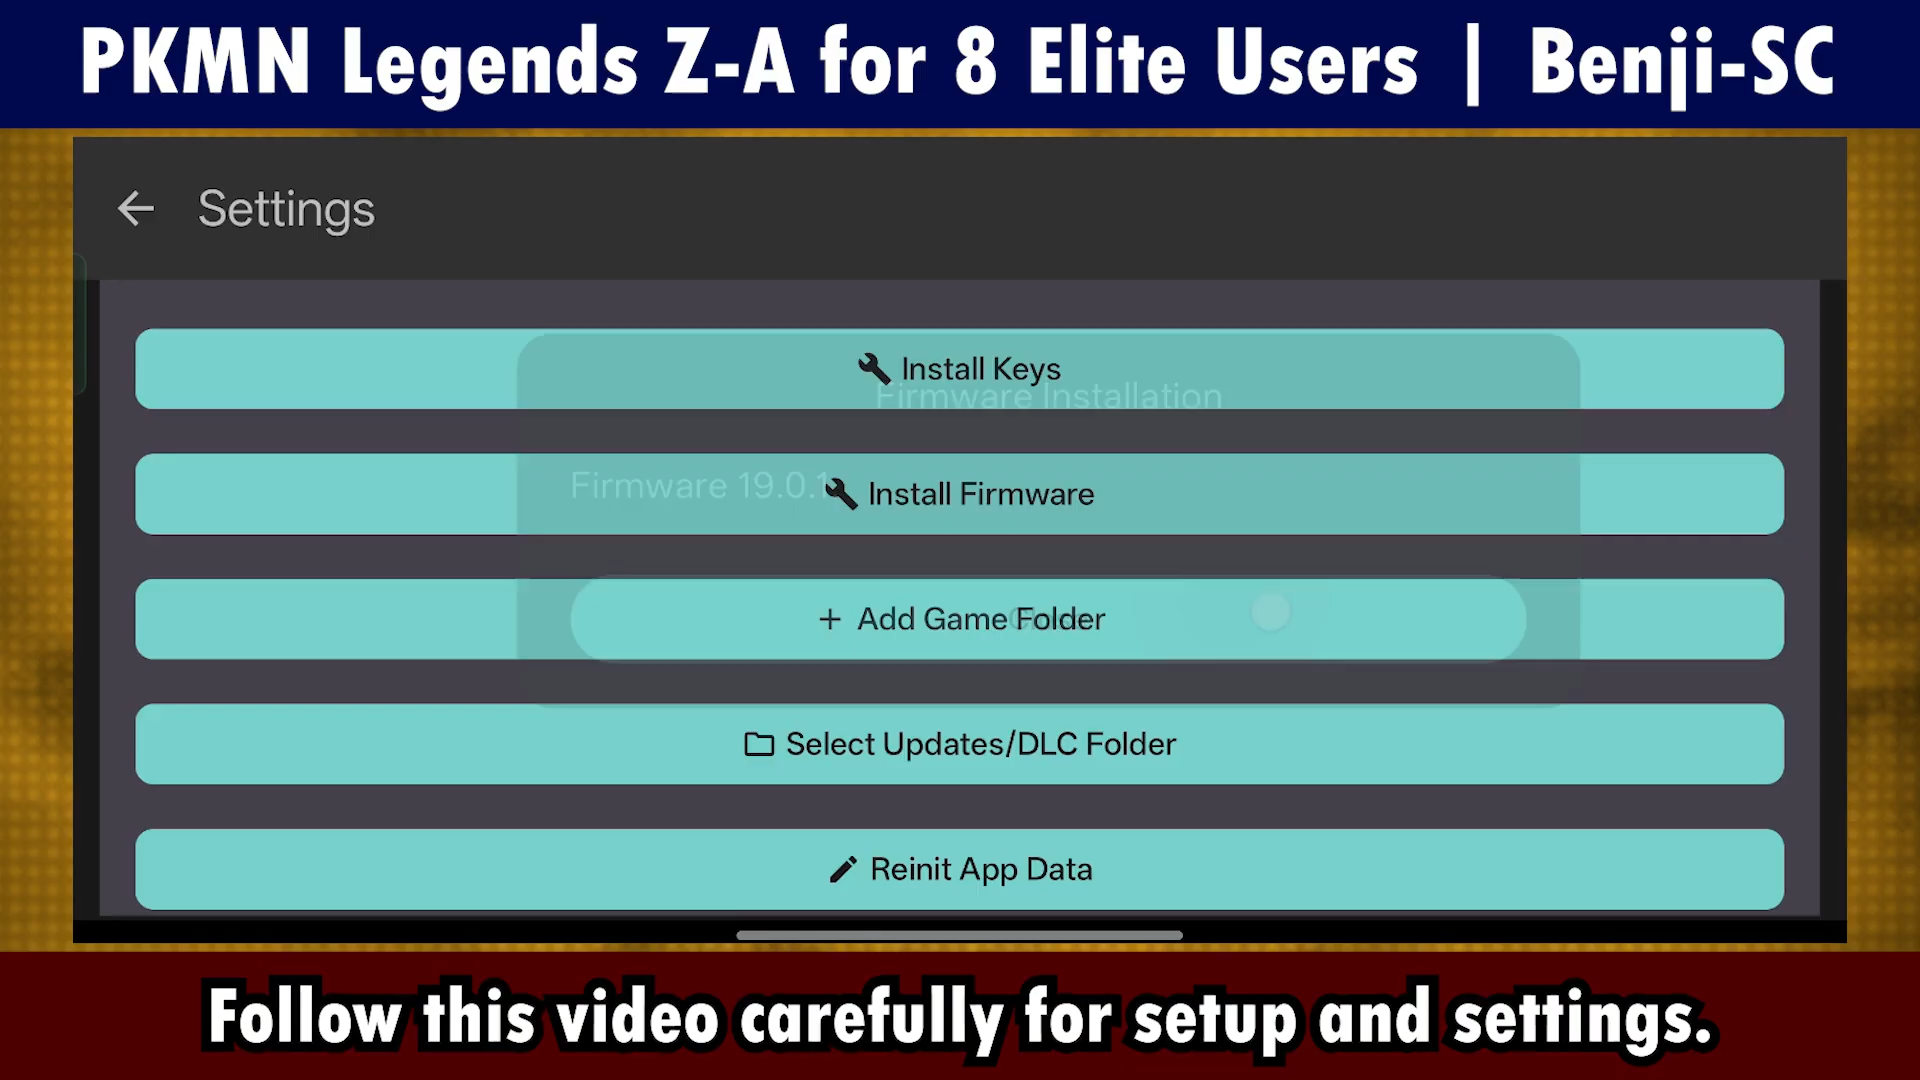 PKMN Legends Z-A for 8 Elite Users | Benji-SC
Settings
Install Keys
Firmware Installation
Firmware 19.0.1
Install Firmware
Add Game Folder
Select Updates/DLC Folder
Reinit App Data
Follow this video carefully for setup and settings.